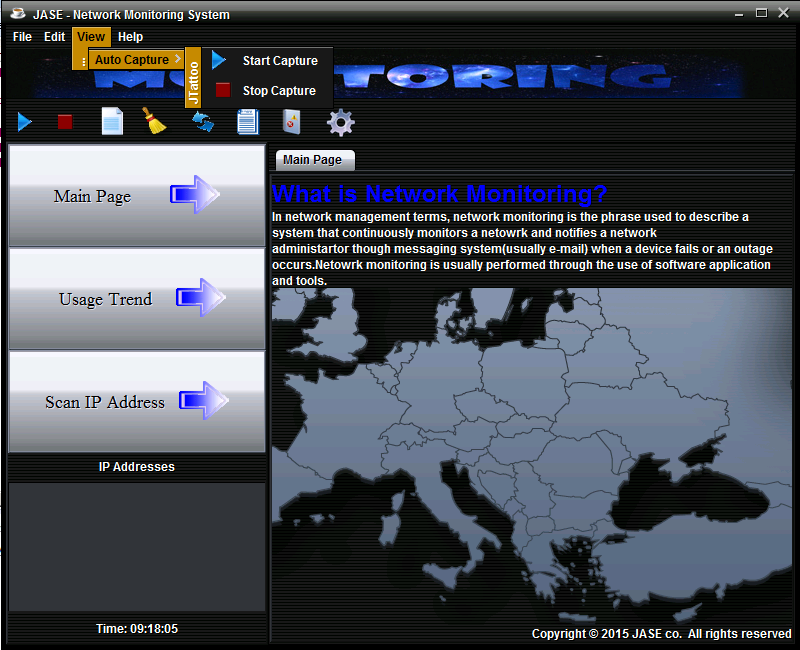 JASE - Network Monitoring System
File Edit View Help
Auto Capture
JTattoo
Start Capture
Stop Capture
TORING
Main Page
Usage Trend
Scan IP Address
IP Addresses
Time: 09:18:05
Main Page
What is Network Monitoring?
In network management terms, network monitoring is the phrase used to describe a
system that continuously monitors a netowrk and notifies a network
administartor though messaging system(usually e-mail) when a device fails or an outage
occurs.Netowrk monitoring is usually performed through the use of software application
and tools.
Copyright © 2015 JASE co. All rights reserved